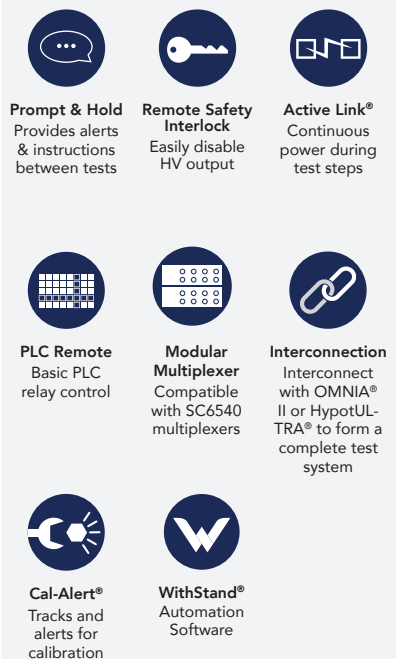 Prompt & Hold
Provides alerts
& instructions
between tests
Remote Safety
Interlock
Easily disable
HV output
Active Link®
Continuous
power during
test steps
PLC Remote
Basic PLC
relay control
Modular
Multiplexer
Compatible
with SC6540
multiplexers
Interconnection
Interconnect
with OMNIA®
II or HypotUL-
TRA® to form a
complete test
system
Cal-Alert®
Tracks and
alerts for
calibration
WithStand®
Automation
Software